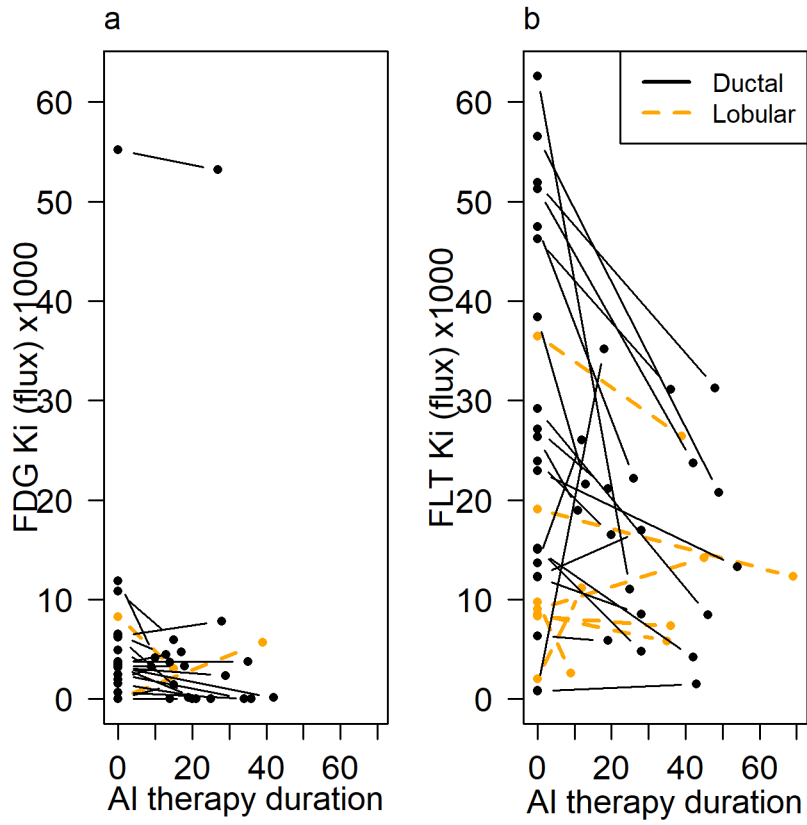 a
b
FDG Ki (flux) x1000
60
50
40
30
20
10
0
0 20 40 60
AI therapy duration
FLT Ki (flux) x1000
60
50
40
30
20
10
0
0 20 40 60
AI therapy duration
Ductal
Lobular